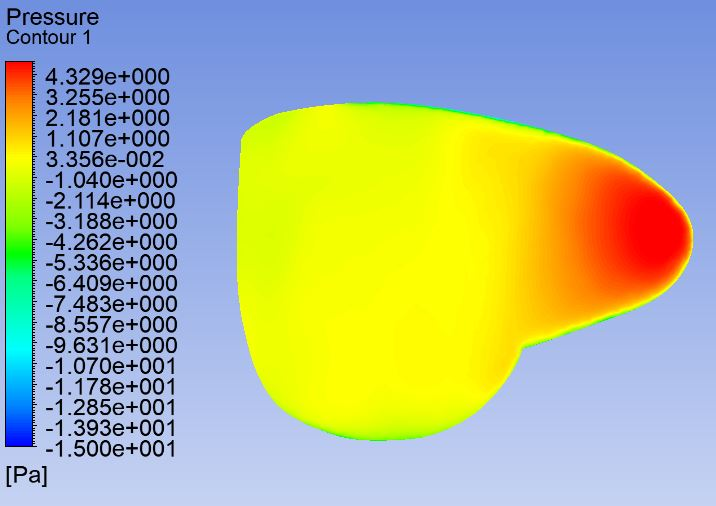 Pressure
Contour 1
4.329e+000
3.255e+000
2.181e+000
1.107e+000
3.356e-002
-1.040e+000
-2.114e+000
-3.188e+000
-4.262e+000
-5.336e+000
-6.409e+000
-7.483e+000
-8.557e+000
-9.631e+000
-1.070e+001
-1.178e+001
-1.285e+001
-1.393e+001
-1.500e+001
[Pa]